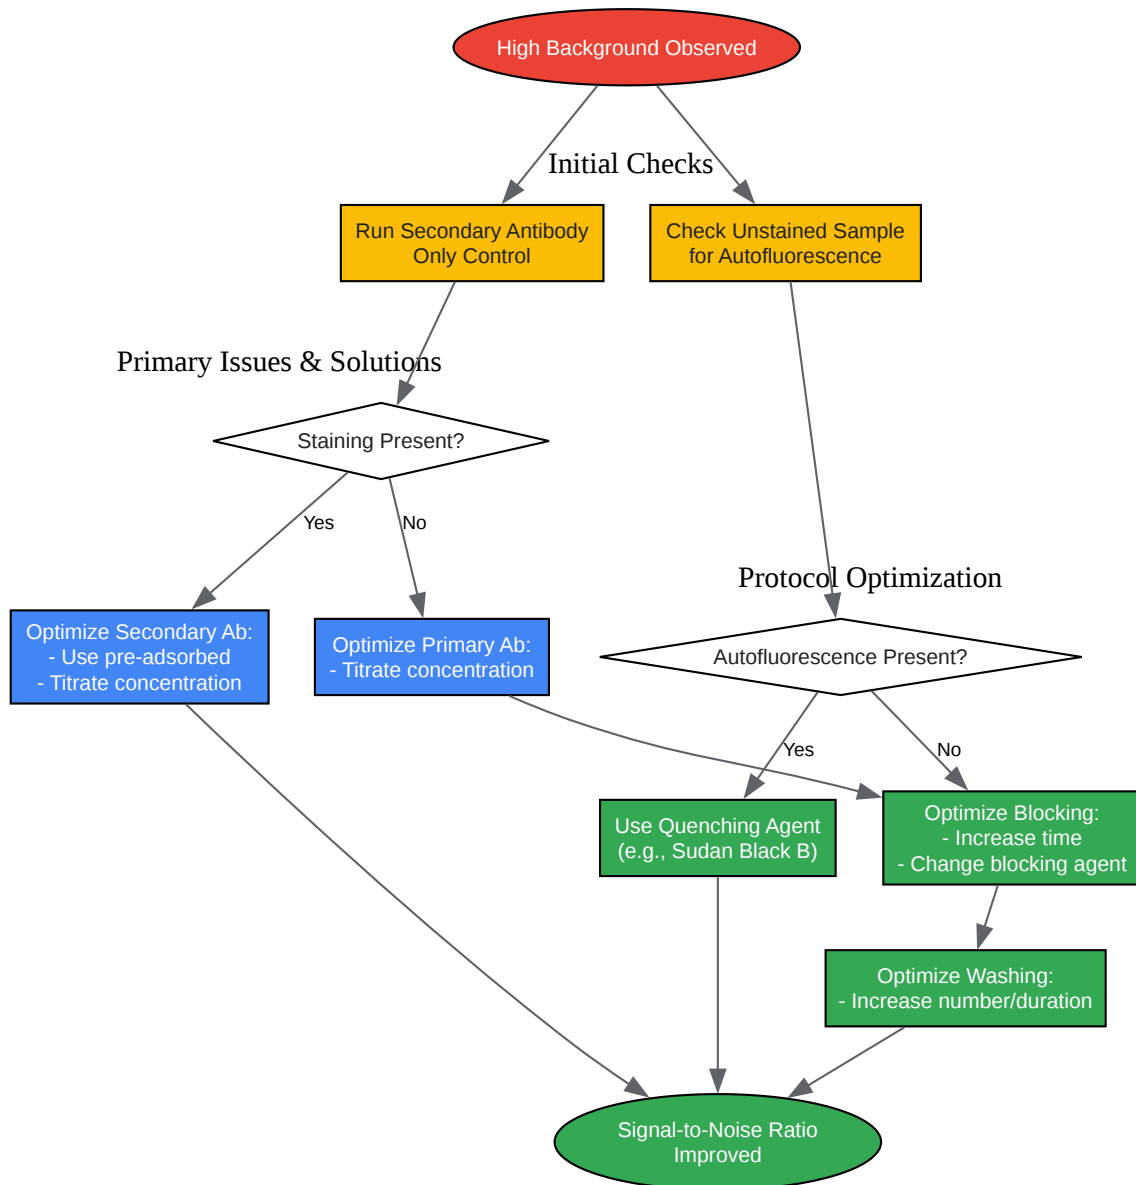 High Background Observed
Initial Checks
Run Secondary Antibody
Only Control
Check Unstained Sample
for Autofluorescence
Primary Issues & Solutions
Staining Present?
Yes
No
Protocol Optimization
Optimize Secondary Ab:
- Use pre-adsorbed
- Titrate concentration
Optimize Primary Ab:
- Titrate concentration
Autofluorescence Present?
Yes
No
Use Quenching Agent
(e.g., Sudan Black B)
Optimize Blocking:
- Increase time
- Change blocking agent
Optimize Washing:
- Increase number/duration
Signal-to-Noise Ratio
Improved